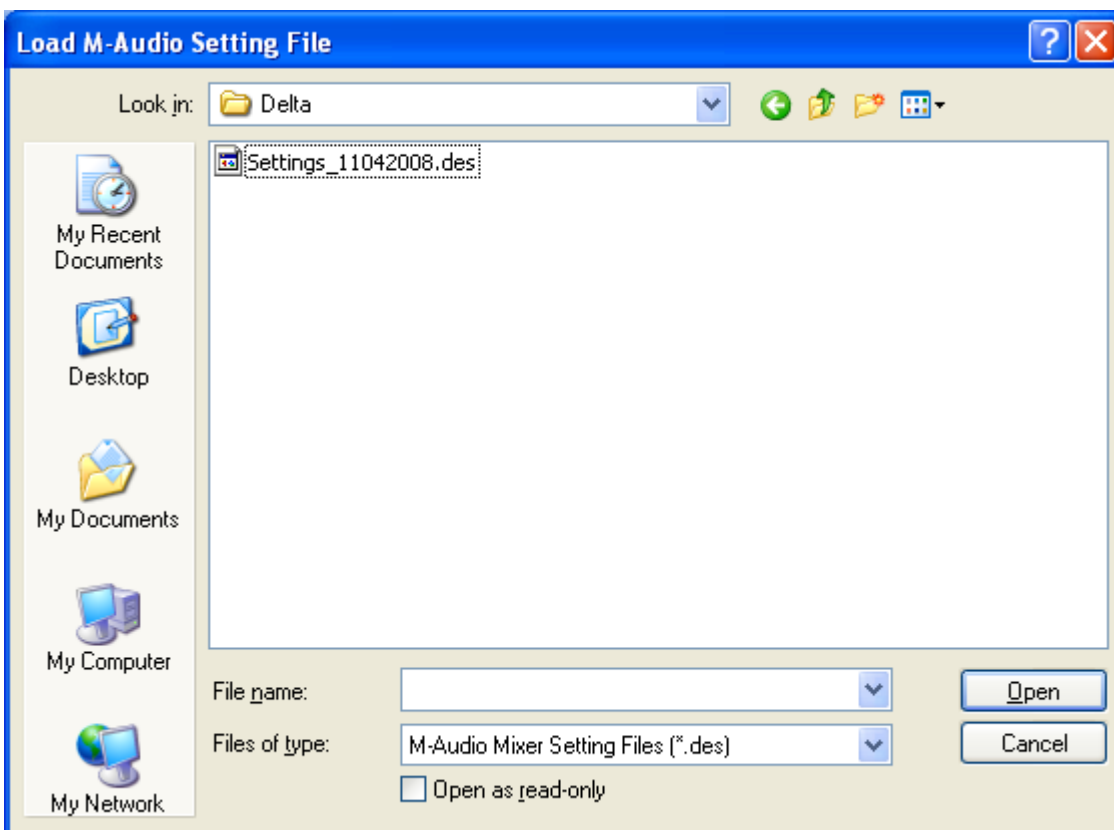 Load M-Audio Setting File
Look in:
Delta
Settings_11042008.des
My Recent
Documents
Desktop
My Documents
My Computer
My Network
File name:
Open
Files of type:
M-Audio Mixer Setting Files (*.des)
Cancel
Open as read-only